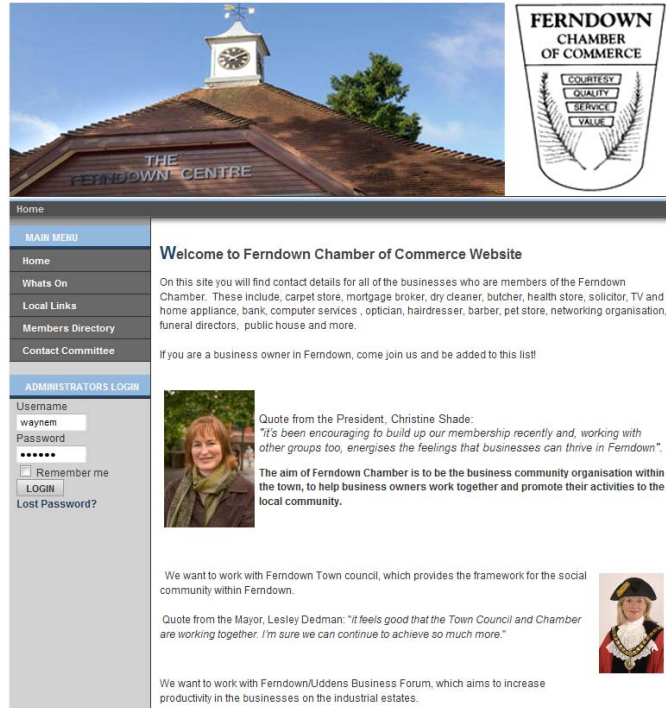 THE
FERNDOWN CENTRE
FERNDOWN
CHAMBER
OF COMMERCE
COURTESY
QUALITY
SERVICE
VALUE
Home
MAIN MENU
Home
Whats On
Local Links
Members Directory
Contact Committee
ADMINISTRATORS LOGIN
Username
waynem
Password
••••••
Remember me
LOGIN
Lost Password?
Welcome to Ferndown Chamber of Commerce Website
On this site you will find contact details for all of the businesses who are members of the Ferndown
Chamber. These include, carpet store, mortgage broker, dry cleaner, butcher, health store, solicitor, TV and
home appliance, bank, computer services , optician, hairdresser, barber, pet store, networking organisation,
funeral directors, public house and more.
If you are a business owner in Ferndown, come join us and be added to this list!
Quote from the President, Christine Shade:
"it's been encouraging to build up our membership recently and, working with
other groups too, energises the feelings that businesses can thrive in Ferndown".
The aim of Ferndown Chamber is to be the business community organisation within
the town, to help business owners work together and promote their activities to the
local community.
We want to work with Ferndown Town council, which provides the framework for the social
community within Ferndown.
Quote from the Mayor, Lesley Dedman: "it feels good that the Town Council and Chamber
are working together. I'm sure we can continue to achieve so much more."
We want to work with Ferndown/Uddens Business Forum, which aims to increase
productivity in the businesses on the industrial estates.